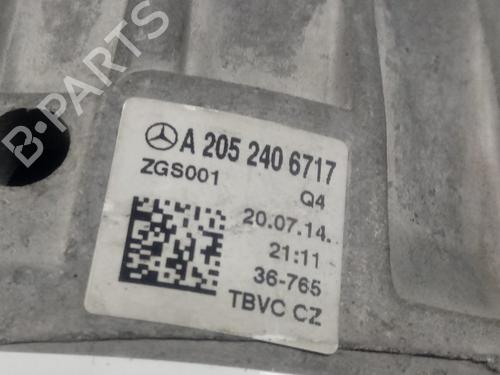 B-PARTS
A 205 240 6717
ZGS001
Q4
20.07.14.
21:11
36-765
TBVC CZ